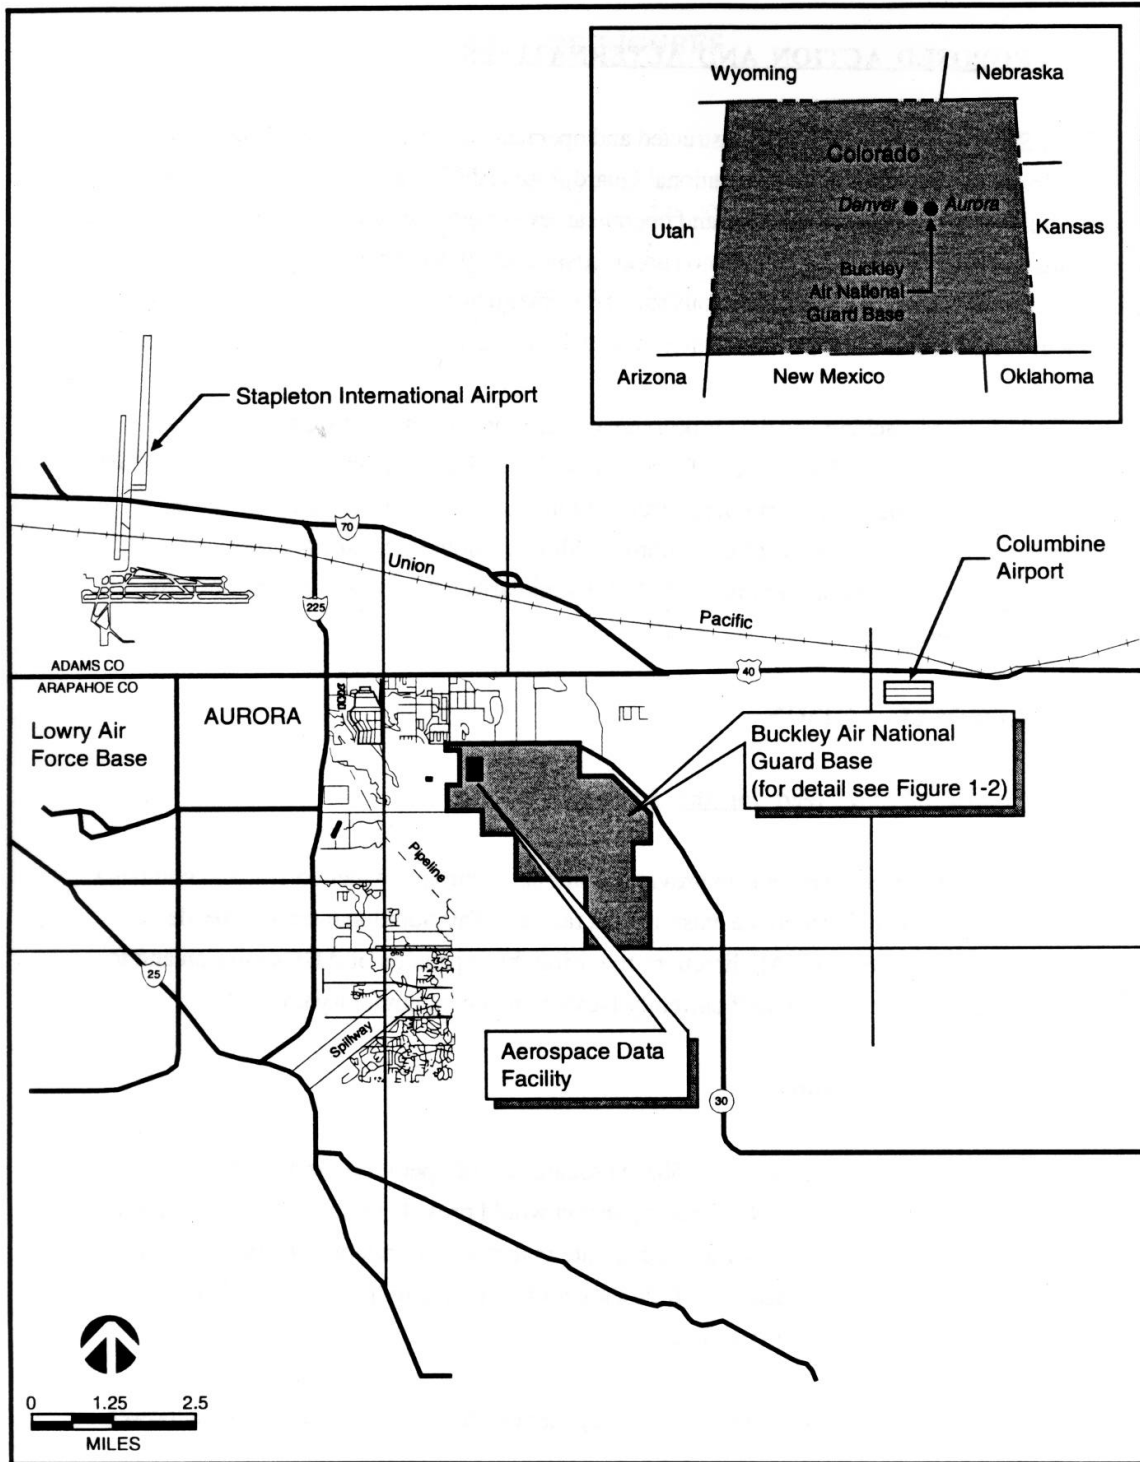 Wyoming
Nebraska
Colorado
Denver
Aurora
Utah
Kansas
Buckley
Air National
Guard Base
Arizona
New Mexico
Oklahoma
Stapleton International Airport
70
Union
Columbine
Airport
225
Pacific
ADAMS CO
40
ARAPAHOE CO
Lowry Air
Force Base
AURORA
Buckley Air National
Guard Base
(for detail see Figure 1-2)
Pipeline
25
Spillway
Aerospace Data
Facility
30
0 1.25 2.5
MILES